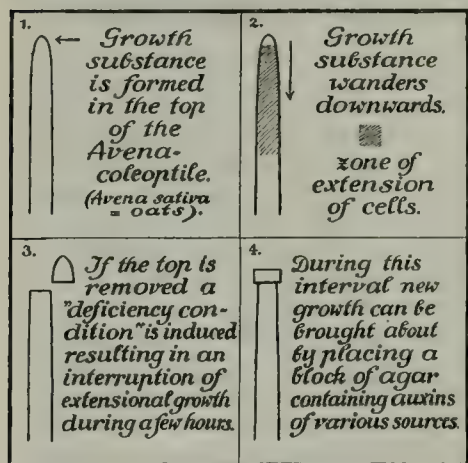 1.
Growth
substance
is formed
in the top
of the
Avena-
coleoptile.
(Avena sativa
= oats).
2.
Growth
substance
wanders
downwards.
zone of
extension
of cells.
3.
If the top is
removed a
"deficiency con-
dition" is induced
resulting in an
interruption of
extensional growth
during a few hours.
4.
During this
interval new
growth can be
brought about
by placing a
block of agar
containing auxins
of various sources.